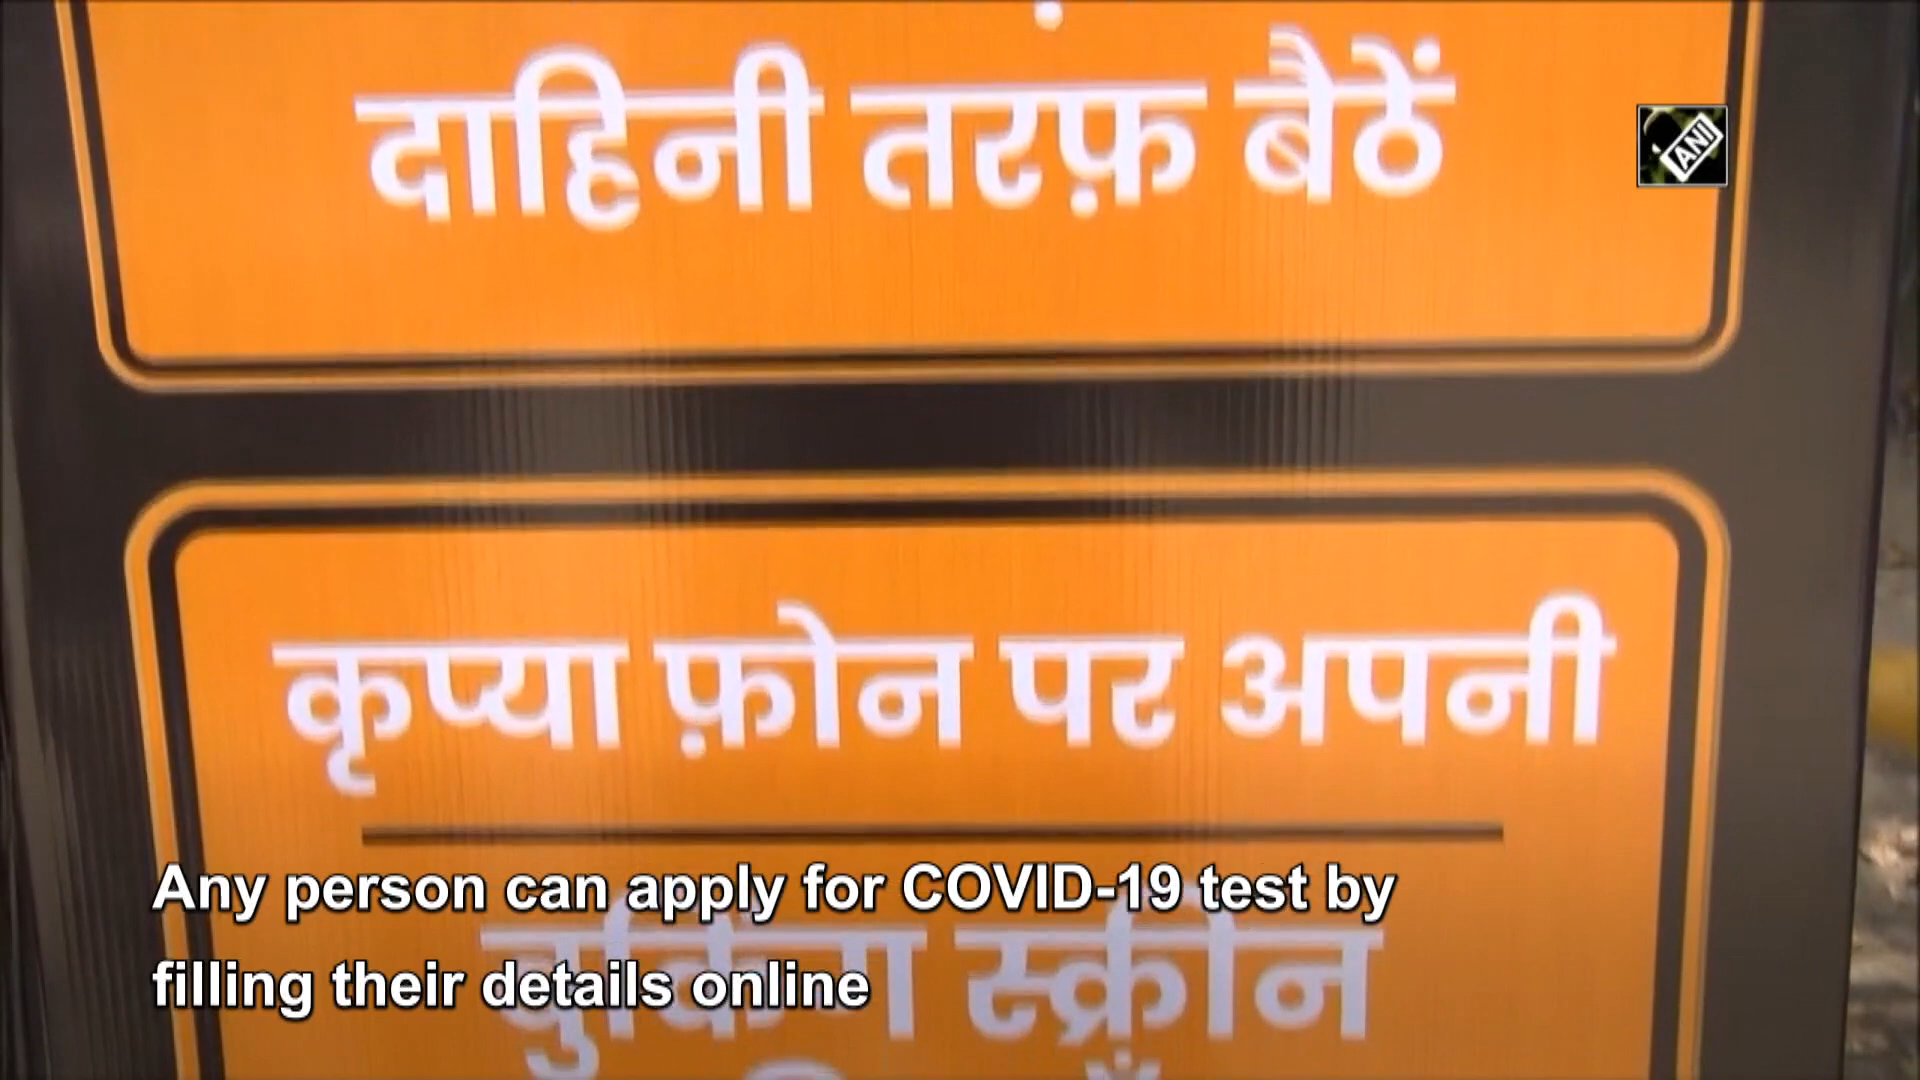 दाहिनी तरफ़ बैठें
ANI
कृप्या फ़ोन पर अपनी
बुकिंग स्क्रीन
Any person can apply for COVID-19 test by
filling their details online